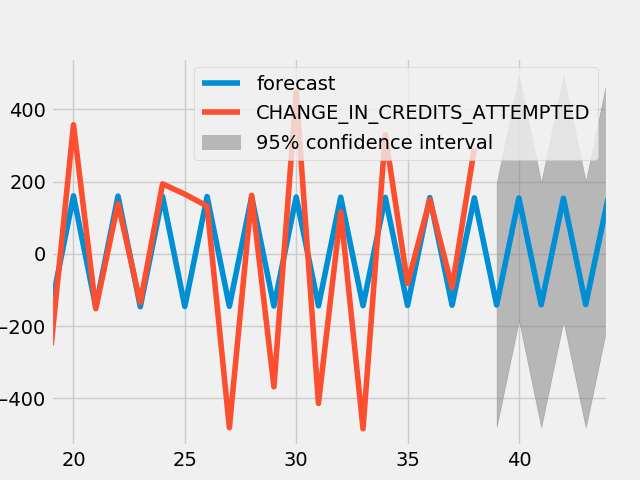 forecast
CHANGE_IN_CREDITS_ATTEMPTED
95% confidence interval
400
200
0
−200
−400
20 25 30 35 40